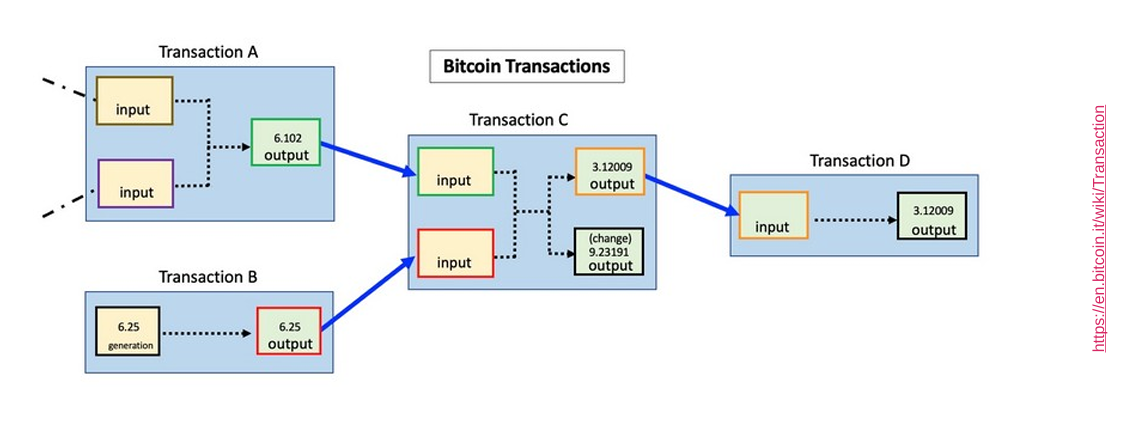 Transaction A
Bitcoin Transactions
input
6.102
output
input
Transaction C
input
3.12009
output
input
(change)
9.23191
output
Transaction D
input
3.12009
output
Transaction B
6.25
generation
6.25
output
https://en.bitcoin.it/wiki/Transaction